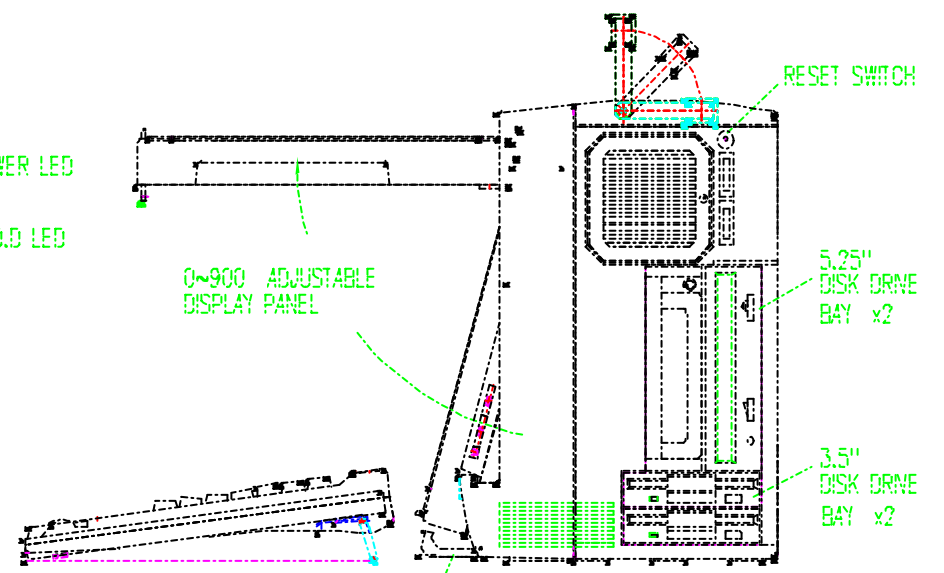 RESET SWITCH
WER LED
.D LED
0~900 ADJUSTABLE
DISPLAY PANEL
5.25"
DISK DRIVE
BAY x2
3.5"
DISK DRIVE
BAY x2